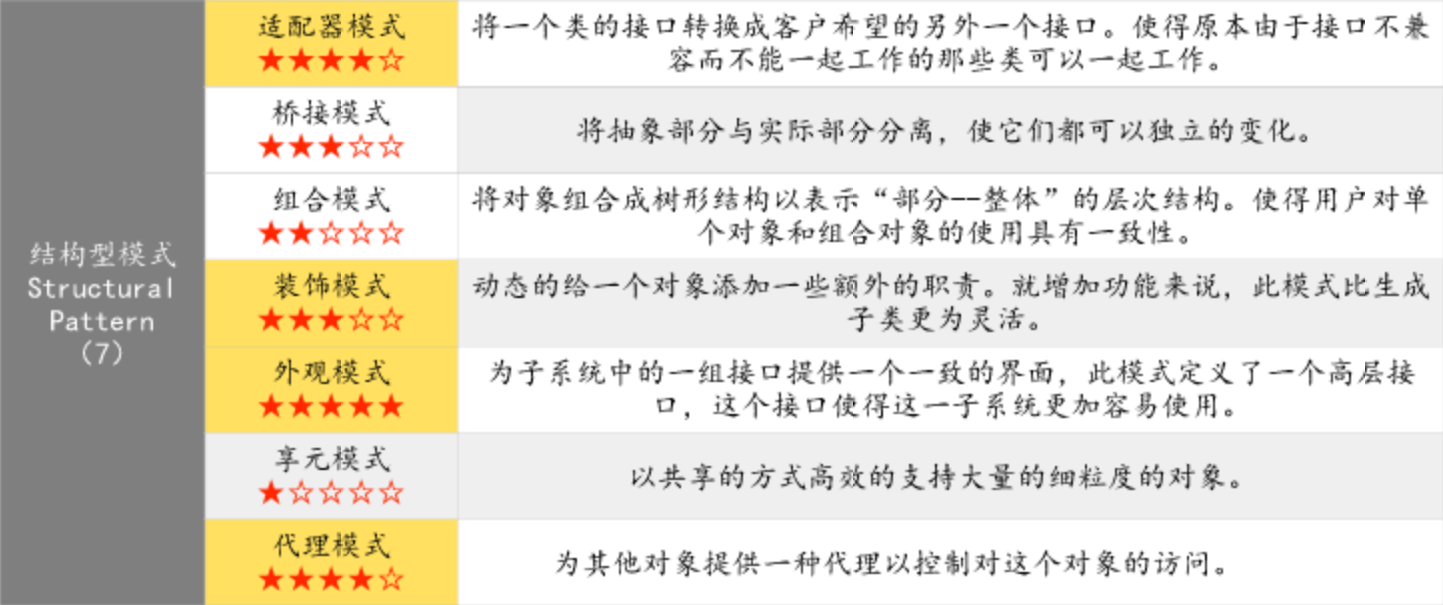 结构型模式
Structural
Pattern
(7)
适配器模式
★★★★☆
将一个类的接口转换成客户希望的另外一个接口。使得原本由于接口不兼
容而不能一起工作的那些类可以一起工作。
桥接模式
★★★☆☆
将抽象部分与实际部分分离，使它们都可以独立的变化。
组合模式
★★☆☆☆
将对象组合成树形结构以表示“部分--整体”的层次结构。使得用户对单
个对象和组合对象的使用具有一致性。
装饰模式
★★★☆☆
动态的给一个对象添加一些额外的职责。就增加功能来说，此模式比生成
子类更为灵活。
外观模式
★★★★★
为子系统中的一组接口提供一个一致的界面，此模式定义了一个高层接
口，这个接口使得这一子系统更加容易使用。
享元模式
★☆☆☆☆
以共享的方式高效的支持大量的细粒度的对象。
代理模式
★★★★☆
为其他对象提供一种代理以控制对这个对象的访问。